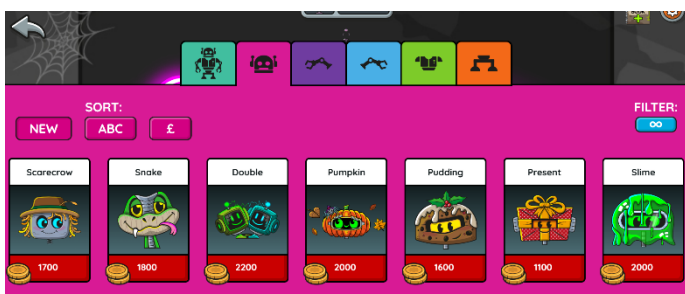 SORT:
FILTER:
NEW ABC £
∞
Scarecrow Snake Double Pumpkin Pudding Present Slime
1700 1800 2200 2000 1600 1100 2000